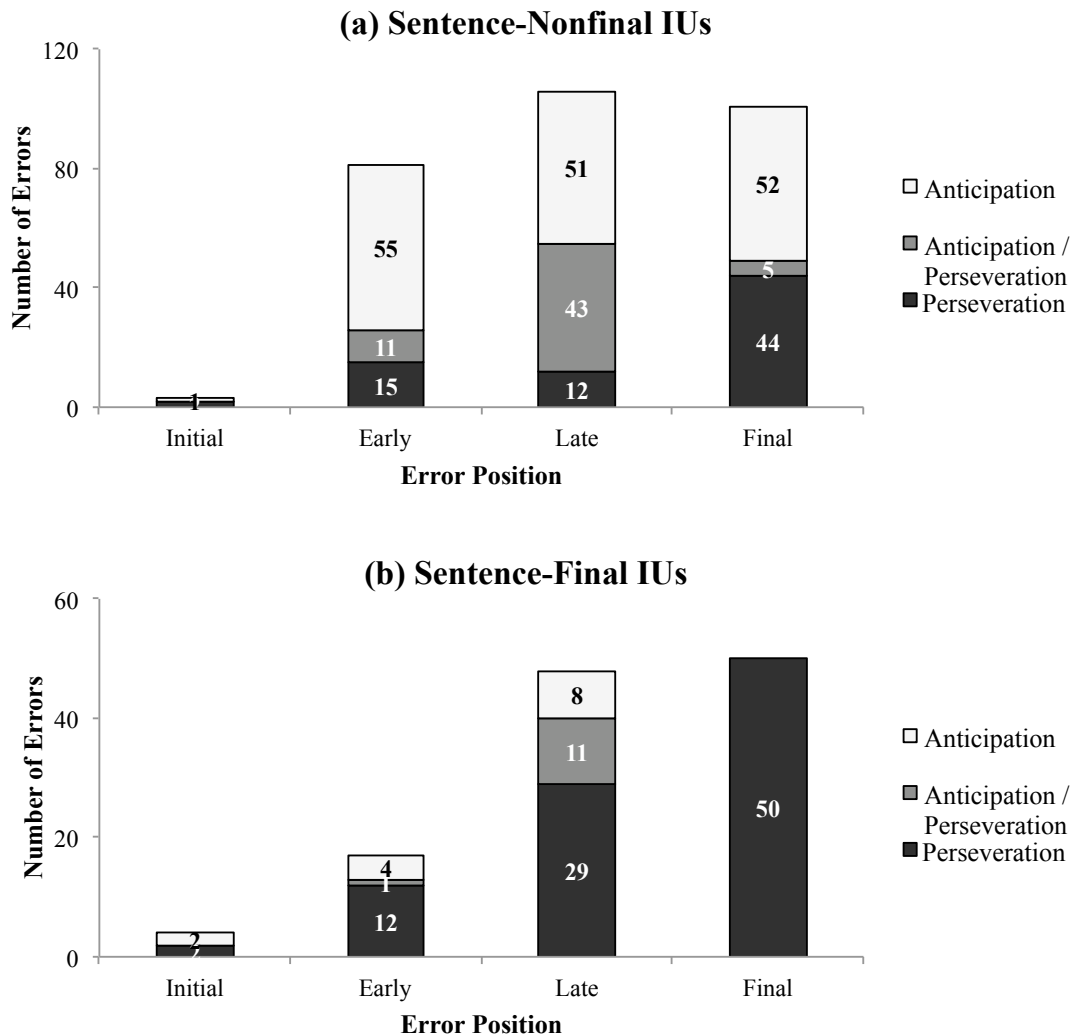 (a) Sentence-Nonfinal IUs
120
80
40
0
Number of Errors
1
1
55
11
15
51
43
12
52
5
44
Initial
Early
Late
Final
Error Position
Anticipation
Anticipation /
Perseveration
Perseveration
(b) Sentence-Final IUs
60
40
20
0
Number of Errors
2
2
4
1
12
8
11
29
50
Initial
Early
Late
Final
Error Position
Anticipation
Anticipation /
Perseveration
Perseveration